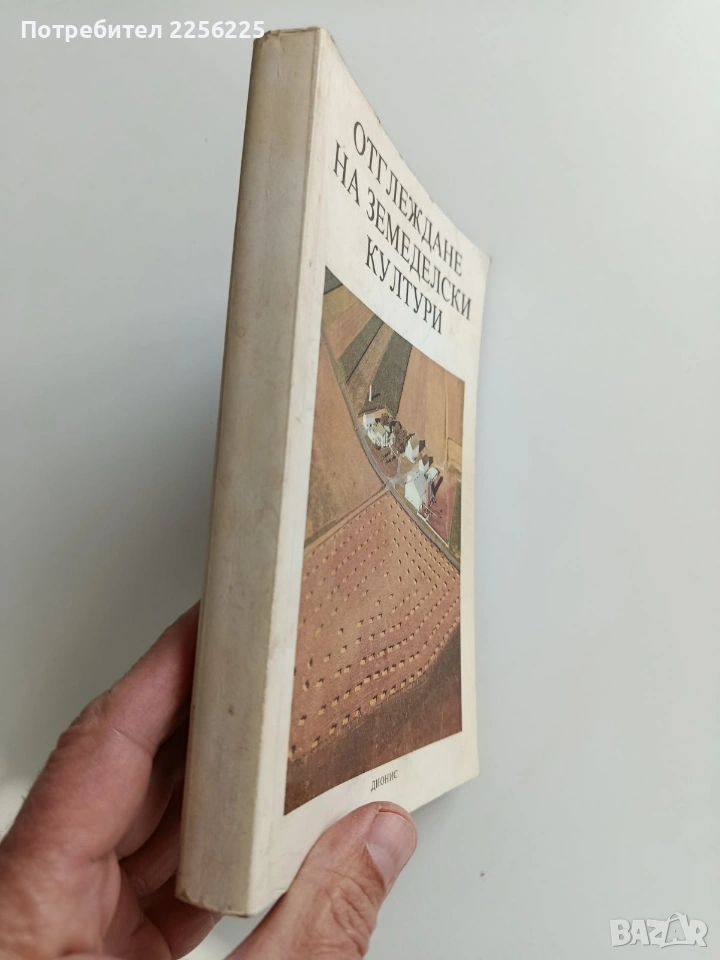 Потребител 2256225
ОТГЛЕЖДАНЕ
НА ЗЕМЕДЕЛСКИ
КУЛТУРИ
ДИОНИС
BAZAR